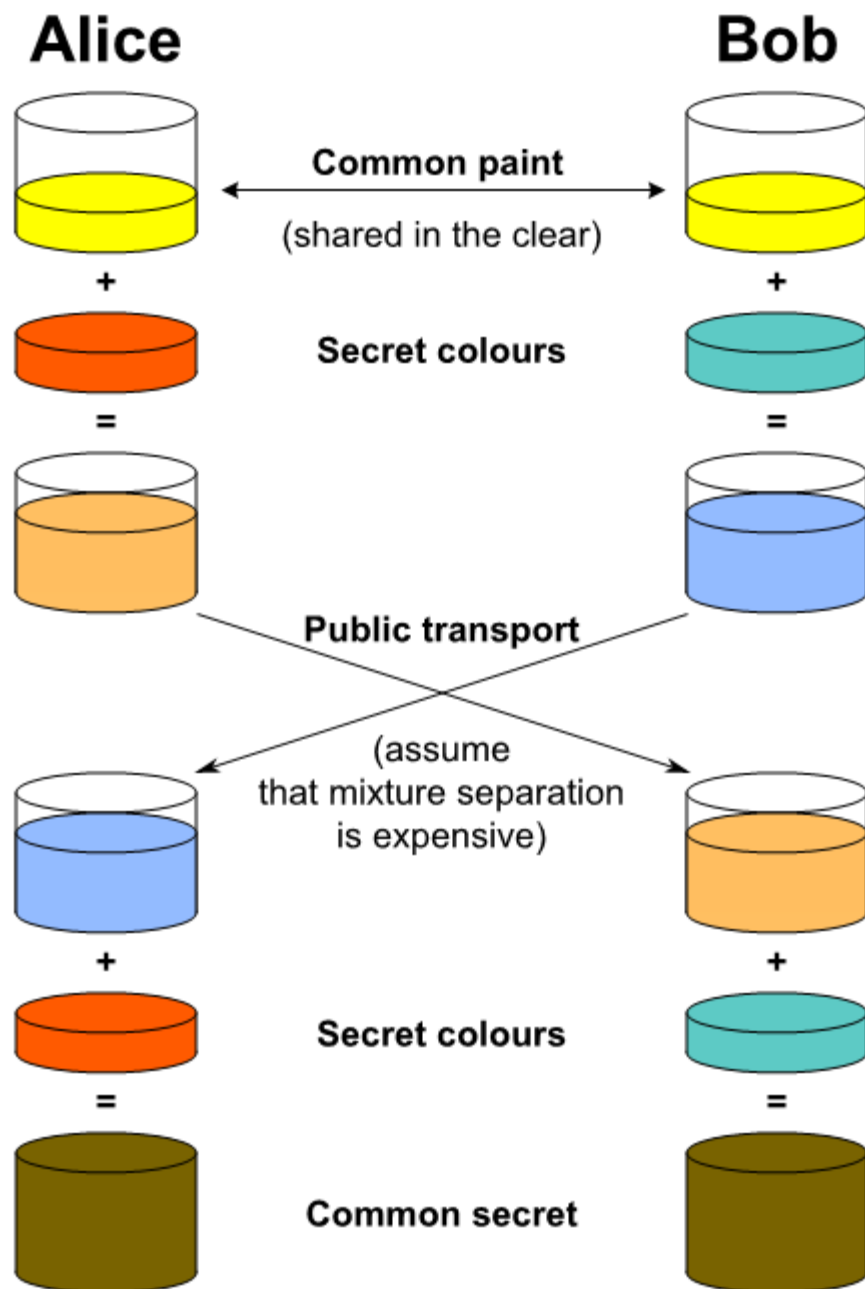 Alice
Bob
Common paint
(shared in the clear)
+
+
Secret colours
=
=
Public transport
(assume
that mixture separation
is expensive)
+
+
Secret colours
=
=
Common secret